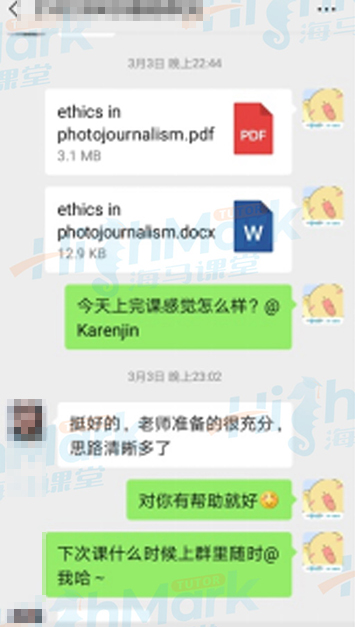 3月3日 晚上22:44
ethics in
photojournalism.pdf
3.1 MB
PDF
ethics in
photojournalism.docx
12.9 KB
W
今天上完课感觉怎么样？@
Karenjin
3月3日 晚上23:02
挺好的、老师准备的很充分，
思路清晰多了
对你有帮助就好
下次课什么时候上群里随时@
我哈～
HighMark
TUTOR
海马课堂